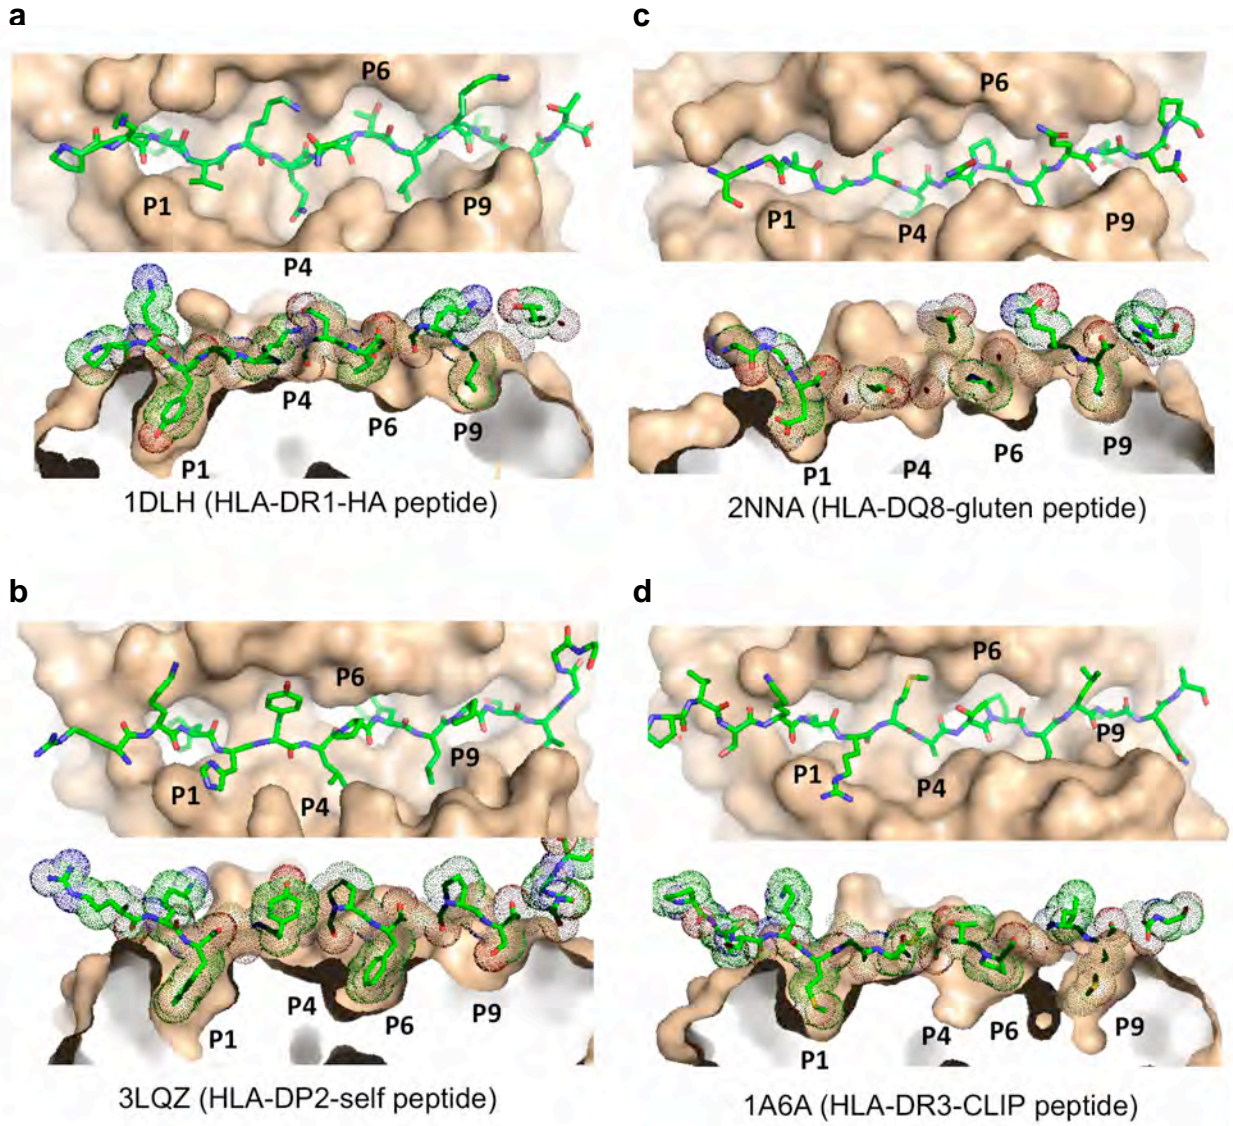 a
P6
P1
P9
P4
P4
P6
P9
P1
1DLH (HLA-DR1-HA peptide)
c
P6
P1
P4
P9
P6
P9
P4
P1
2NNA (HLA-DQ8-gluten peptide)
b
P6
P9
P1
P4
P4
P9
P6
P1
3LQZ (HLA-DP2-self peptide)
d
P6
P9
P1
P4
P9
P4
P6
P1
1A6A (HLA-DR3-CLIP peptide)